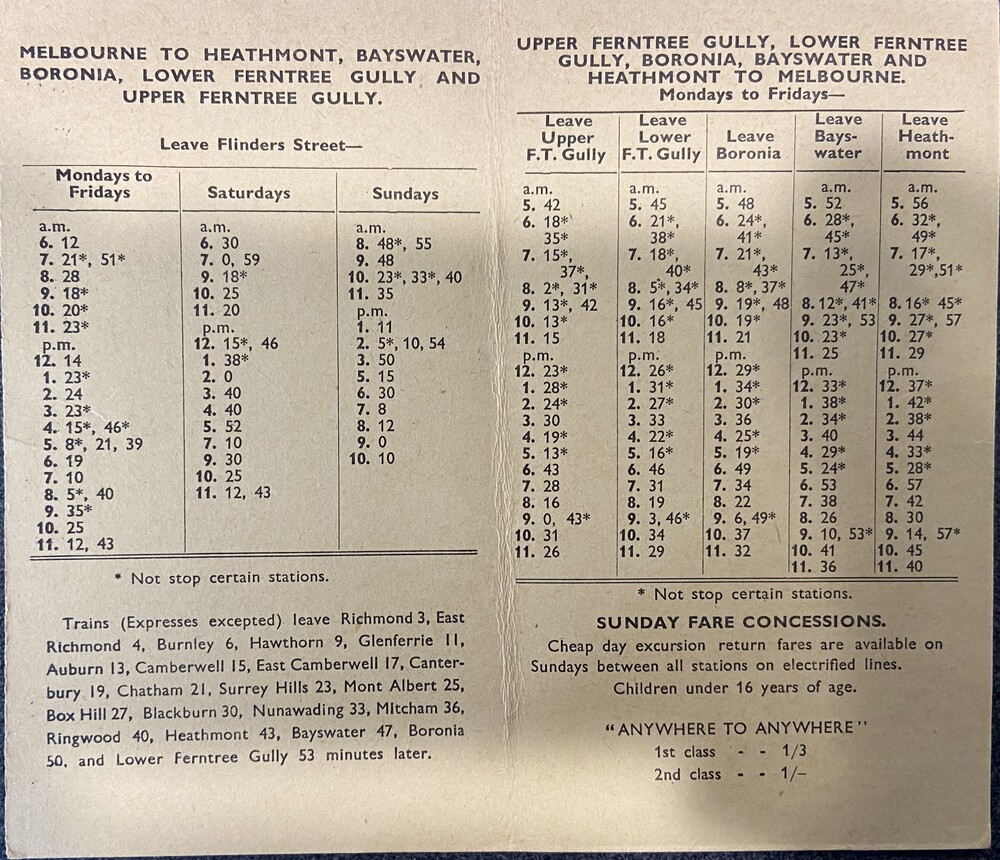 MELBOURNE TO HEATHMONT, BAYSWATER,
BORONIA, LOWER FERNTREE GULLY AND
UPPER FERNTREE GULLY.
Leave Flinders Street—
Mondays to
Fridays
Saturdays
Sundays
a.m. a.m. a.m.
6. 12 6. 30 8. 48*, 55
7. 21*, 51* 7. 0, 59 9. 48
8. 28 9. 18* 10. 23*, 33*, 40
9. 18* 10. 25 11. 35
10. 20* 11. 20 p.m.
11. 23* p.m. 1. 11
p.m. 12. 15*, 46 2. 5*, 10, 54
12. 14 1. 38* 3. 50
1. 23* 2. 0 5. 15
2. 24 3. 40 6. 30
3. 23* 4. 40 7. 8
4. 15*, 46* 5. 52 8. 12
5. 8*, 21, 39 7. 10 9. 0
6. 19 9. 30 10. 10
7. 10 10. 25
8. 5*, 40 11. 12, 43
9. 35*
10. 25
11. 12, 43
* Not stop certain stations.
Trains (Expresses excepted) leave Richmond 3, East
Richmond 4, Burnley 6, Hawthorn 9, Glenferrie 11,
Auburn 13, Camberwell 15, East Camberwell 17, Canter-
bury 19, Chatham 21, Surrey Hills 23, Mont Albert 25,
Box Hill 27, Blackburn 30, Nunawading 33, MItcham 36,
Ringwood 40, Heathmont 43, Bayswater 47, Boronia
50, and Lower Ferntree Gully 53 minutes later.
UPPER FERNTREE GULLY, LOWER FERNTREE
GULLY, BORONIA, BAYSWATER AND
HEATHMONT TO MELBOURNE.
Mondays to Fridays—
Leave
Upper
F.T. Gully
Leave
Lower
F.T. Gully
Leave
Boronia
Leave
Bays-
water
Leave
Heath-
mont
a.m. a.m. a.m. a.m. a.m.
5. 42 5. 45 5. 48 5. 52 5. 56
6. 18* 6. 21*, 6. 24*, 6. 28*, 6. 32*,
35* 38* 41* 45* 49*
7. 15*, 7. 18*, 7. 21*, 7. 13*, 7. 17*,
37*, 40* 43* 25*, 29*,51*
8. 2*, 31* 8. 5*, 34* 8. 8*, 37* 47*
9. 13*, 42 9. 16*, 45 9. 19*, 48 8. 12*, 41* 8. 16* 45*
10. 13* 10. 16* 10. 19* 9. 23*, 53 9. 27*, 57
11. 15 11. 18 11. 21 10. 23* 10. 27*
p.m. p.m. p.m. 11. 25 11. 29
12. 23* 12. 26* 12. 29* p.m. p.m.
1. 28* 1. 31* 1. 34* 12. 33* 12. 37*
2. 24* 2. 27* 2. 30* 1. 38* 1. 42*
3. 30 3. 33 3. 36 2. 34* 2. 38*
4. 19* 4. 22* 4. 25* 3. 40 3. 44
5. 13* 5. 16* 5. 19* 4. 29* 4. 33*
6. 43 6. 46 6. 49 5. 24* 5. 28*
7. 28 7. 31 7. 34 6. 53 6. 57
8. 16 8. 19 8. 22 7. 38 7. 42
9. 0, 43* 9. 3, 46* 9. 6, 49* 8. 26 8. 30
10. 31 10. 34 10. 37 9. 10, 53* 9. 14, 57*
11. 26 11. 29 11. 32 10. 41 10. 45
11. 36 11. 40
* Not stop certain stations.
SUNDAY FARE CONCESSIONS.
Cheap day excursion return fares are available on
Sundays between all stations on electrified lines.
Children under 16 years of age.
"ANYWHERE TO ANYWHERE"
1st class - - 1/3
2nd class - - 1/–